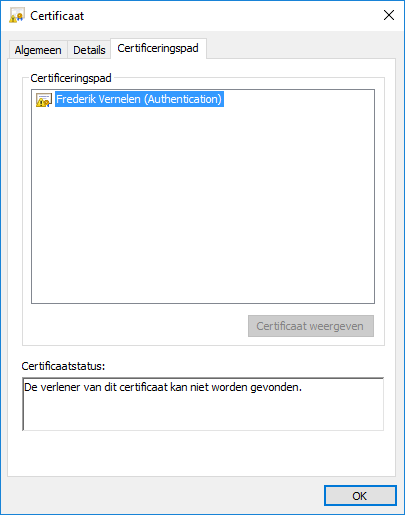 Certificaat
Algemeen Details Certificeringspad
Certificeringspad
Frederik Vernelen (Authentication)
Certificaat weergeven
Certificaatstatus:
De verlener van dit certificaat kan niet worden gevonden.
OK